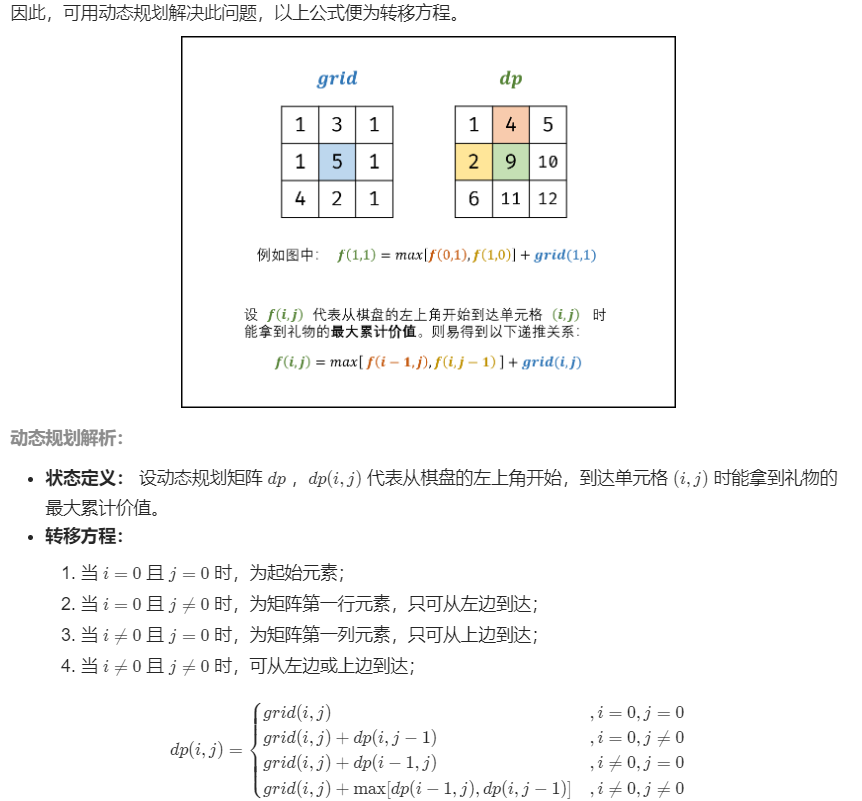 因此，可用动态规划解决此问题，以上公式便为转移方程。
grid dp
1 3 1 1 4 5
1 5 1 2 9 10
4 2 1 6 11 12
例如图中： f(1,1) = max[f(0,1),f(1,0)] + grid(1,1)
设 f(i,j) 代表从棋盘的左上角开始到达单元格 (i,j) 时
能拿到礼物的最大累计价值。则易得到以下递推关系：
f(i,j) = max[ f(i − 1,j),f(i,j − 1) ] + grid(i,j)
动态规划解析：
• 状态定义： 设动态规划矩阵 dp ，dp(i,j) 代表从棋盘的左上角开始，到达单元格 (i,j) 时能拿到礼物的
最大累计价值。
• 转移方程：
1. 当 i = 0 且 j = 0 时，为起始元素；
2. 当 i = 0 且 j ≠ 0 时，为矩阵第一行元素，只可从左边到达；
3. 当 i ≠ 0 且 j = 0 时，为矩阵第一列元素，只可从上边到达；
4. 当 i ≠ 0 且 j ≠ 0 时，可从左边或上边到达；
grid(i,j) ,i = 0,j = 0
grid(i,j) + dp(i,j − 1) ,i = 0,j ≠ 0
dp(i,j) = {
grid(i,j) + dp(i − 1,j) ,i ≠ 0,j = 0
grid(i,j) + max[dp(i − 1,j),dp(i,j − 1)] ,i ≠ 0,j ≠ 0